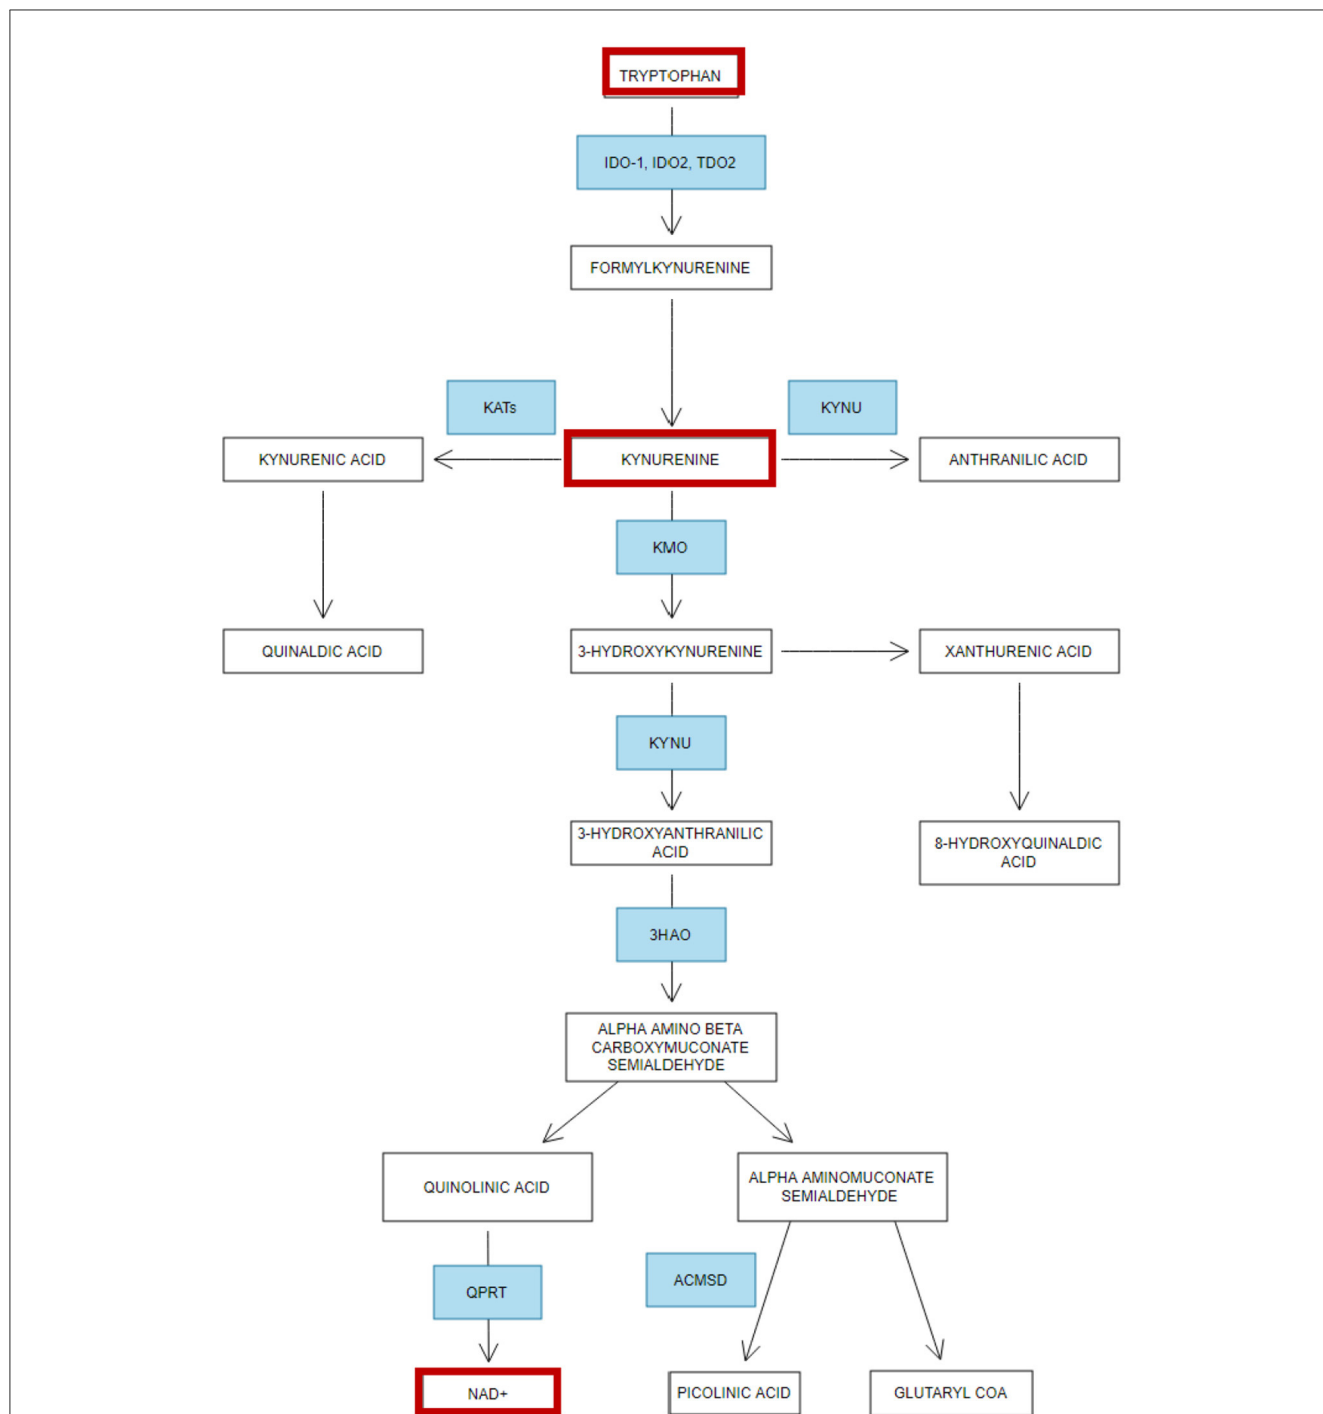 TRYPTOPHAN
IDO-1, IDO2, TDO2
FORMYLKYNURENINE
KATs
KYNU
KYNURENIC ACID
KYNURENINE
ANTHRANILIC ACID
KMO
QUINALDIC ACID
3-HYDROXYKYNURENINE
XANTHURENIC ACID
KYNU
3-HYDROXYANTHRANILIC
ACID
8-HYDROXYQUINALDIC
ACID
3HAO
ALPHA AMINO BETA
CARBOXYMUCONATE
SEMIALDEHYDE
QUINOLINIC ACID
ALPHA AMINOMUCONATE
SEMIALDEHYDE
QPRT
ACMSD
NAD+
PICOLINIC ACID
GLUTARYL COA